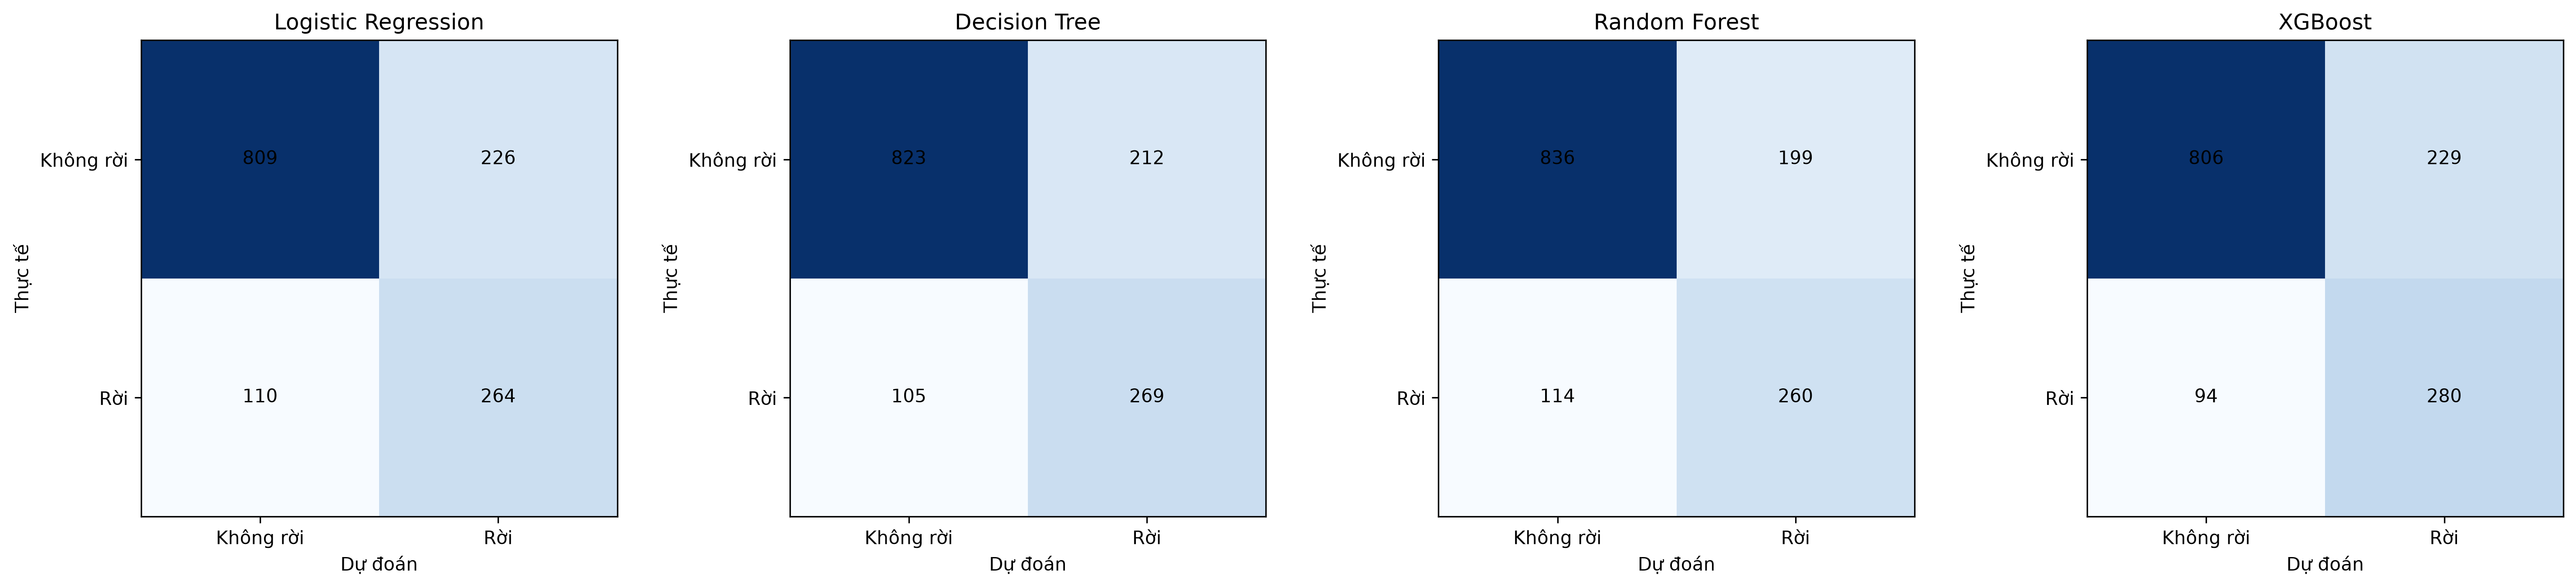 Logistic Regression
Không rời
809
226
Thực tế
Rời
110
264
Không rời
Rời
Dự đoán
Decision Tree
Không rời
823
212
Thực tế
Rời
105
269
Không rời
Rời
Dự đoán
Random Forest
Không rời
836
199
Thực tế
Rời
114
260
Không rời
Rời
Dự đoán
XGBoost
Không rời
806
229
Thực tế
Rời
94
280
Không rời
Rời
Dự đoán